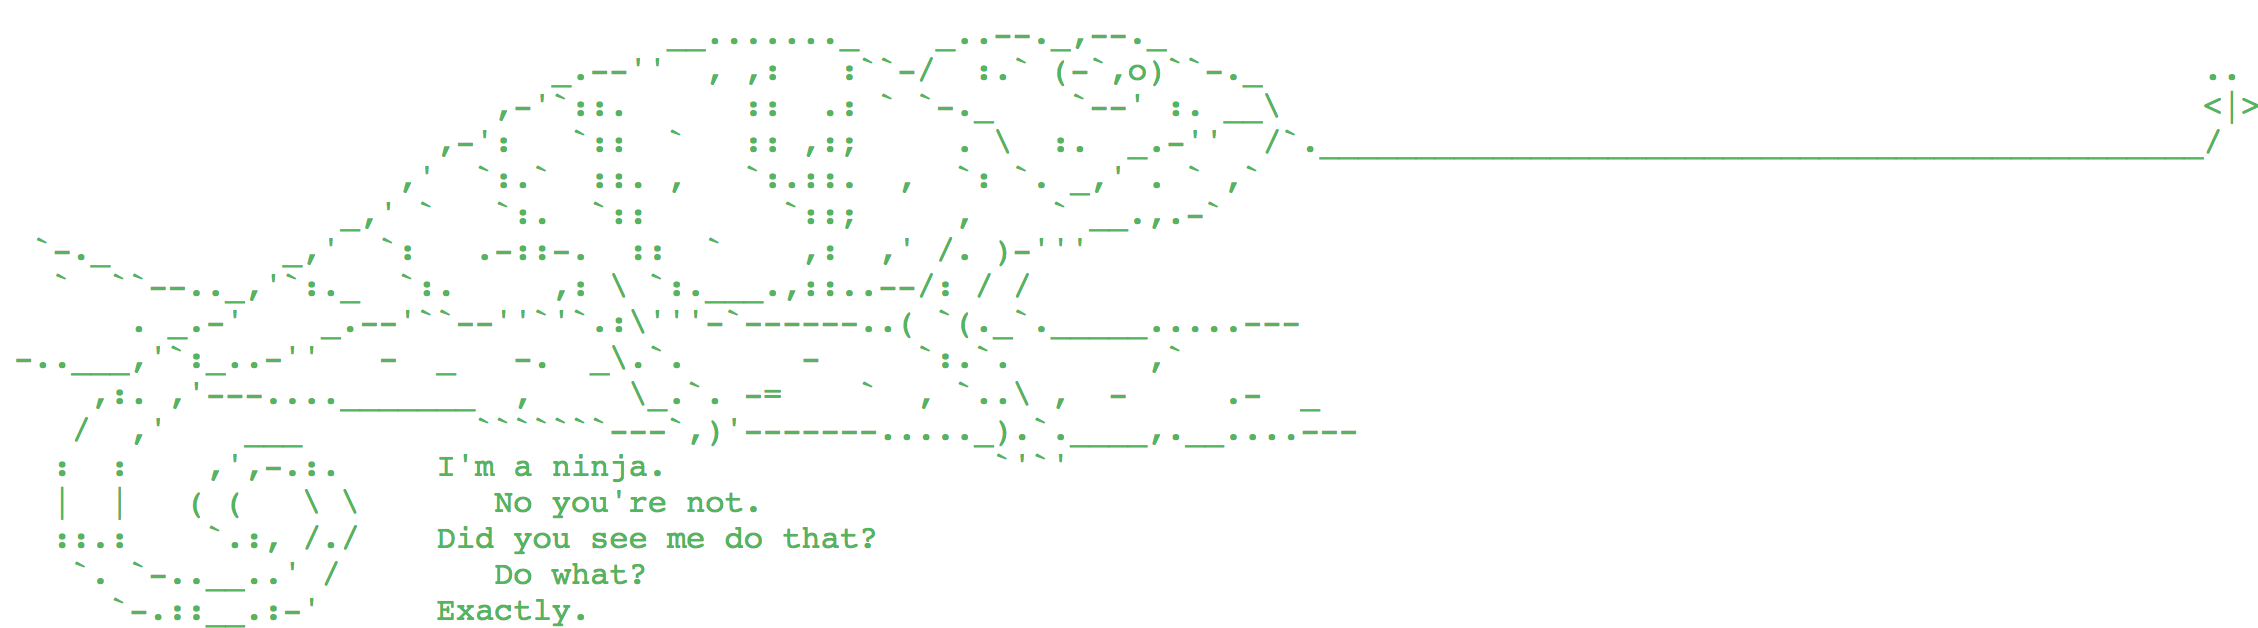 I'm a ninja.
No you're not.
Did you see me do that?
Do what?
Exactly.